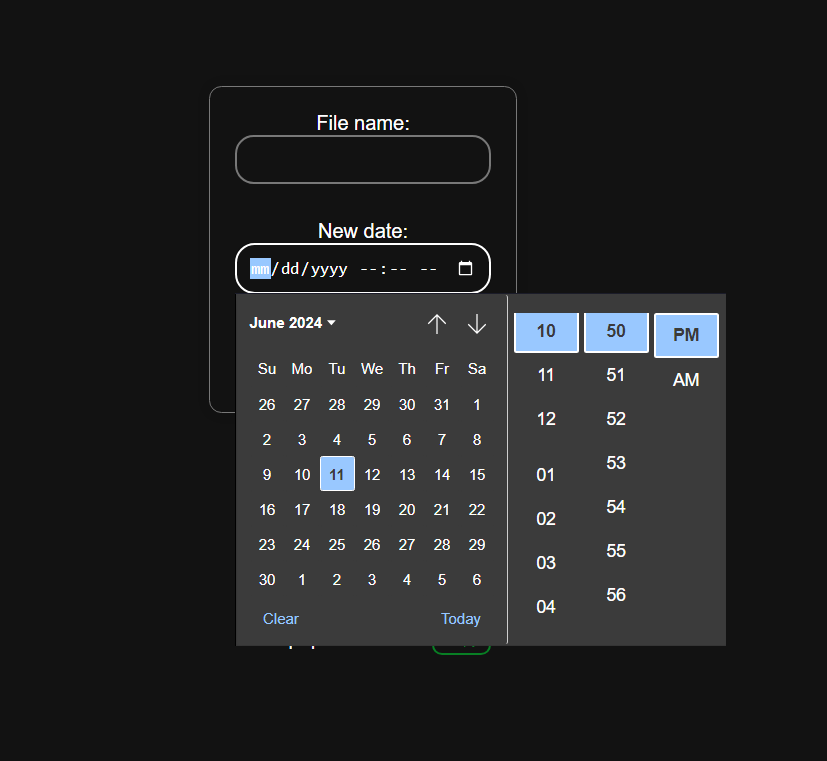 File name:
New date:
mm/dd/yyyy --:-- --
June 2024
Su Mo Tu We Th Fr Sa
26 27 28 29 30 31 1
2 3 4 5 6 7 8
9 10 11 12 13 14 15
16 17 18 19 20 21 22
23 24 25 26 27 28 29
30 1 2 3 4 5 6
Clear Today
10 50 PM
11 51 AM
12 52
01 53
02 54
03 55
04 56